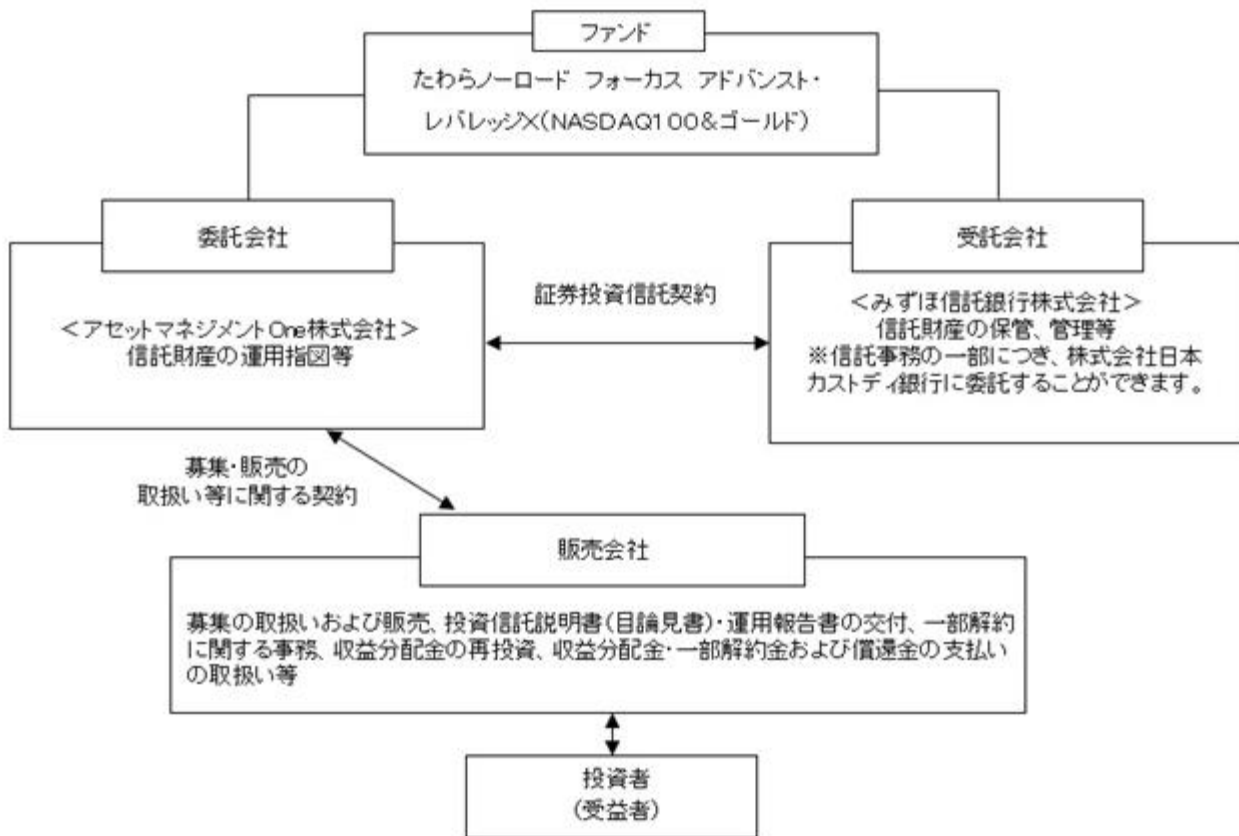 ファンド
たわらノーロード フォーカス アドバンスト・
レバレッジX(NASDAQ100&ゴールド)
委託会社
<アセットマネジメントOne株式会社>
信託財産の運用指図等
証券投資信託契約
受託会社
<みずほ信託銀行株式会社>
信託財産の保管、管理等
※信託事務の一部につき、株式会社日本
カストディ銀行に委託することができます。
募集・販売の
取扱い等に関する契約
販売会社
募集の取扱いおよび販売、投資信託説明書(目論見書)・運用報告書の交付、一部解約
に関する事務、収益分配金の再投資、収益分配金・一部解約金および償還金の支払い
の取扱い等
投資者
(受益者)